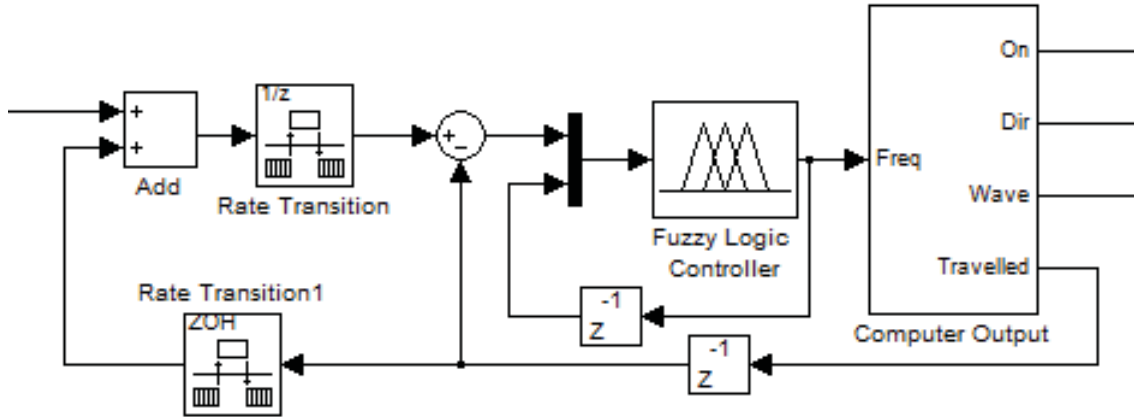 On
1/z
+
+
+
−
Dir
Freq
Add
Wave
Rate Transition
Fuzzy Logic
Controller
Travelled
Rate Transition1
-1
Z
ZOH
Computer Output
-1
Z